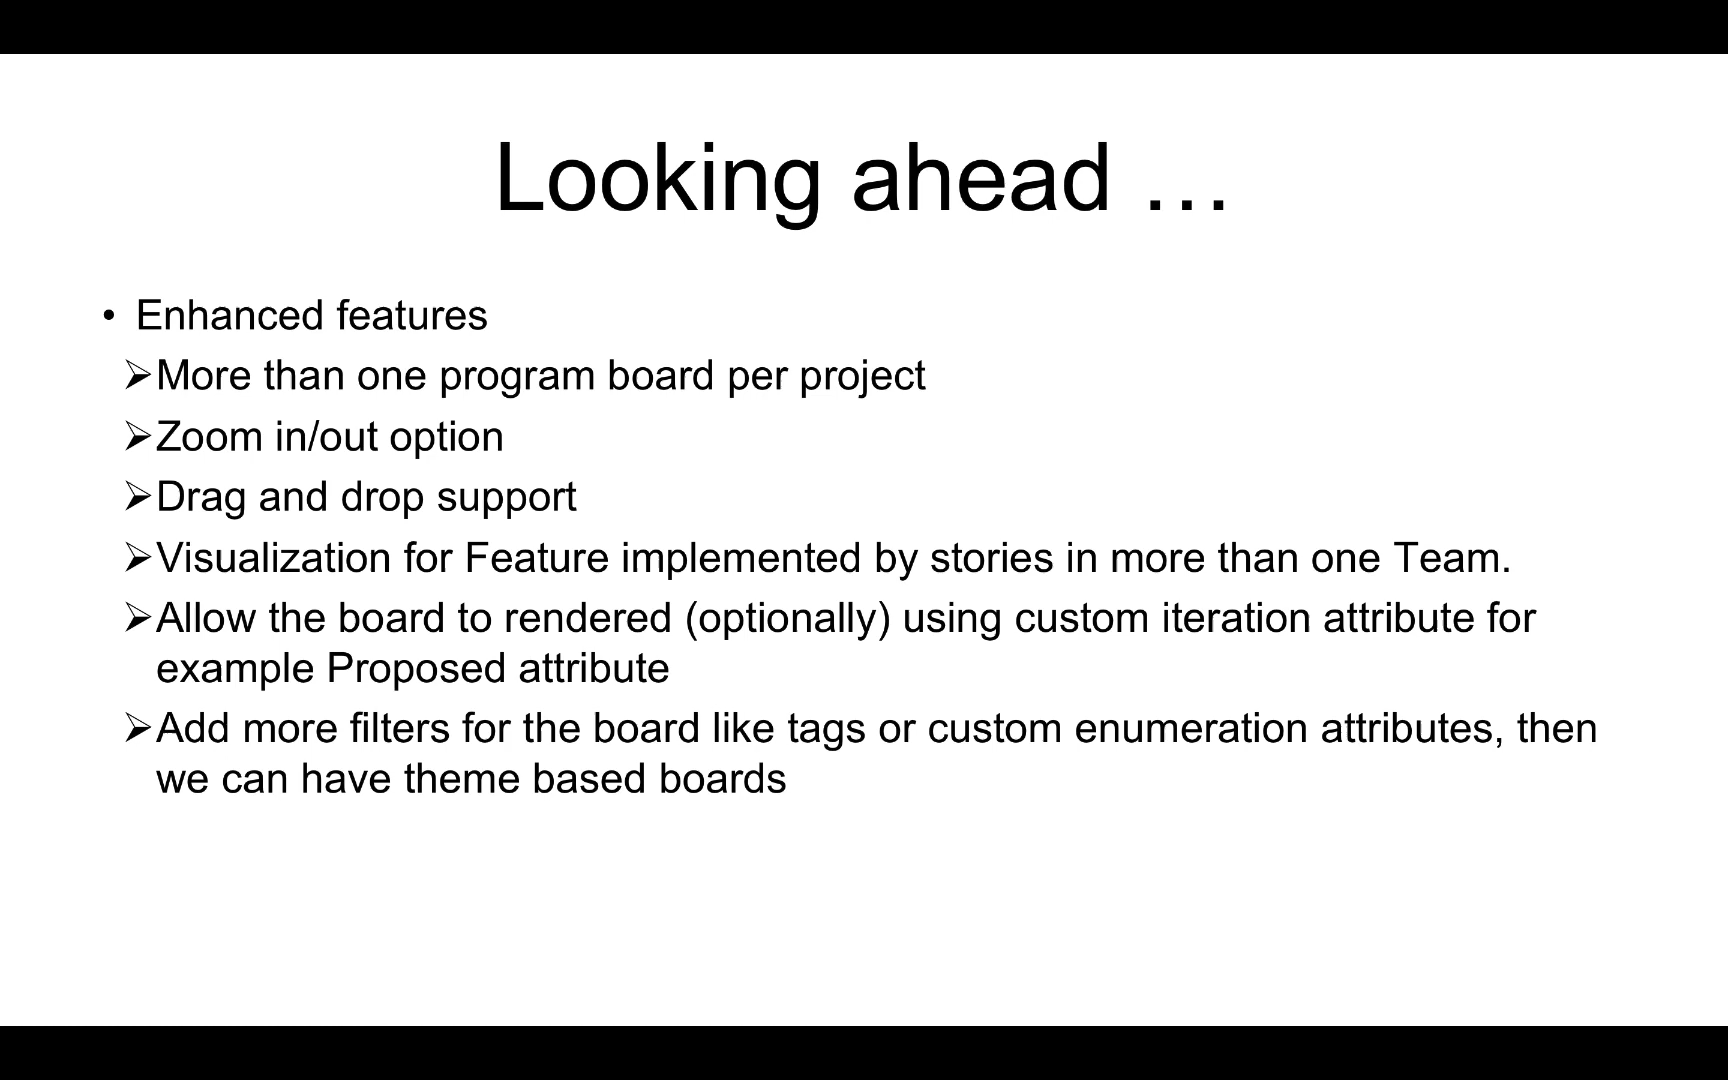 Looking ahead …
• Enhanced features
➢More than one program board per project
➢Zoom in/out option
➢Drag and drop support
➢Visualization for Feature implemented by stories in more than one Team.
➢Allow the board to rendered (optionally) using custom iteration attribute for
example Proposed attribute
➢Add more filters for the board like tags or custom enumeration attributes, then
we can have theme based boards